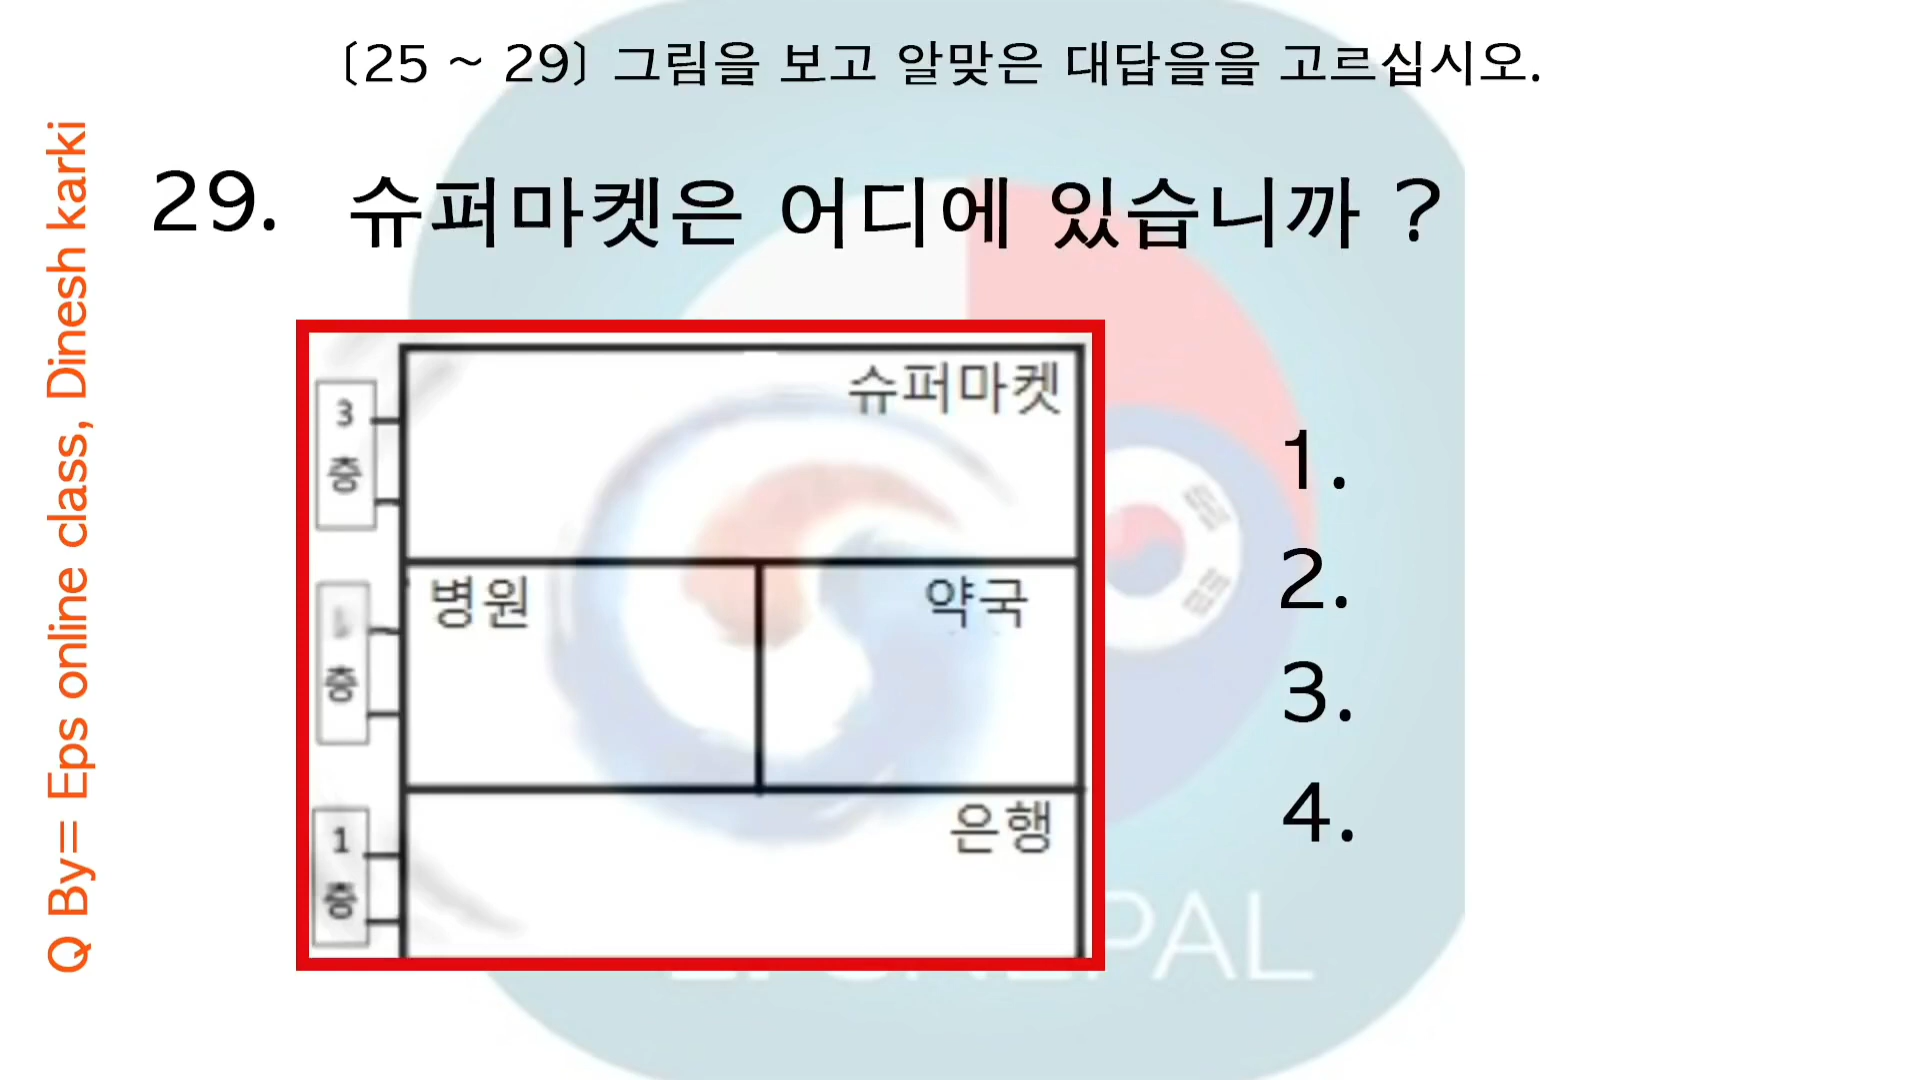 〔25 ~ 29〕 그림을 보고 알맞은 대답을을 고르십시오.
29. 슈퍼마켓은 어디에 있습니까 ?
Q By= Eps online class, Dinesh karki
3
층
슈퍼마켓
층
병원
약국
1
층
은행
1.
2.
3.
4.
PAL